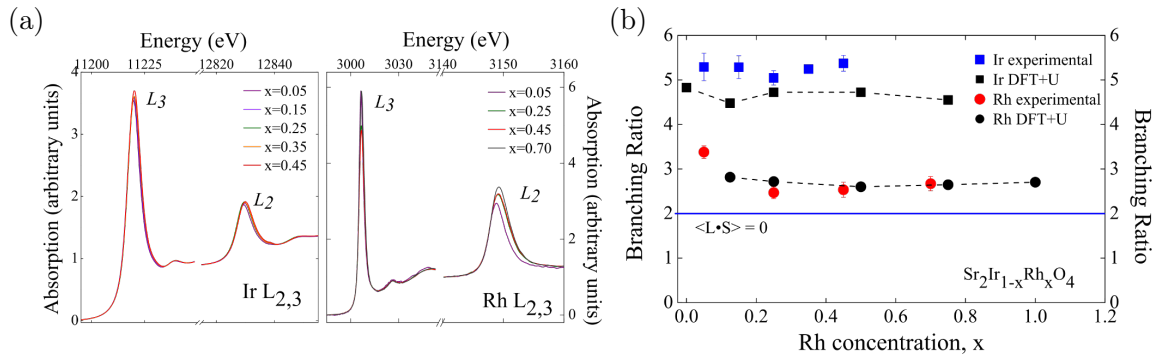 (a)
Energy (eV)
Energy (eV)
11200 11225 12820 12840
3000 3030 3140 3150 3160
Absorption (arbitrary units)
4
3
2
1
0
L3
L2
x=0.05
x=0.15
x=0.25
x=0.35
x=0.45
Ir L2,3
L3
L2
x=0.05
x=0.25
x=0.45
x=0.70
Rh L2,3
6
4
2
0
Absorption (arbitrary units)
(b)
Branching Ratio
6
5
4
3
2
1
0
Ir experimental
Ir DFT+U
Rh experimental
Rh DFT+U
<L•S> = 0
Sr2Ir1-xRhxO4
6
5
4
3
2
1
0
Branching Ratio
0.0 0.2 0.4 0.6 0.8 1.0 1.2
Rh concentration, x